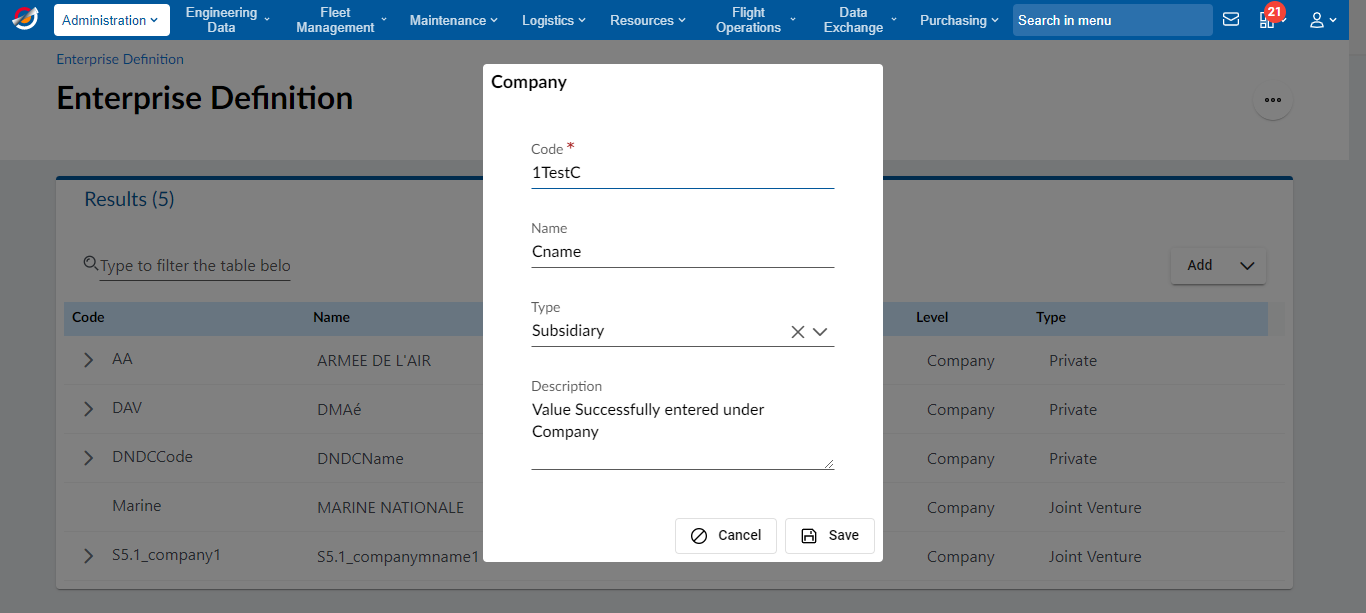 Administration
Engineering
Data
Fleet
Management
Maintenance
Logistics
Resources
Flight
Operations
Data
Exchange
Purchasing
Search in menu
21
Enterprise Definition
Enterprise Definition
Results (5)
Type to filter the table belo
Add
Code Name Level Type
AA ARMEE DE L'AIR Company Private
DAV DMAé Company Private
DNDCCode DNDCName Company Private
Marine MARINE NATIONALE Company Joint Venture
S5.1_company1 S5.1_companymname1 Company Joint Venture
Company
Code *
1TestC
Name
Cname
Type
Subsidiary
Description
Value Successfully entered under
Company
Cancel
Save